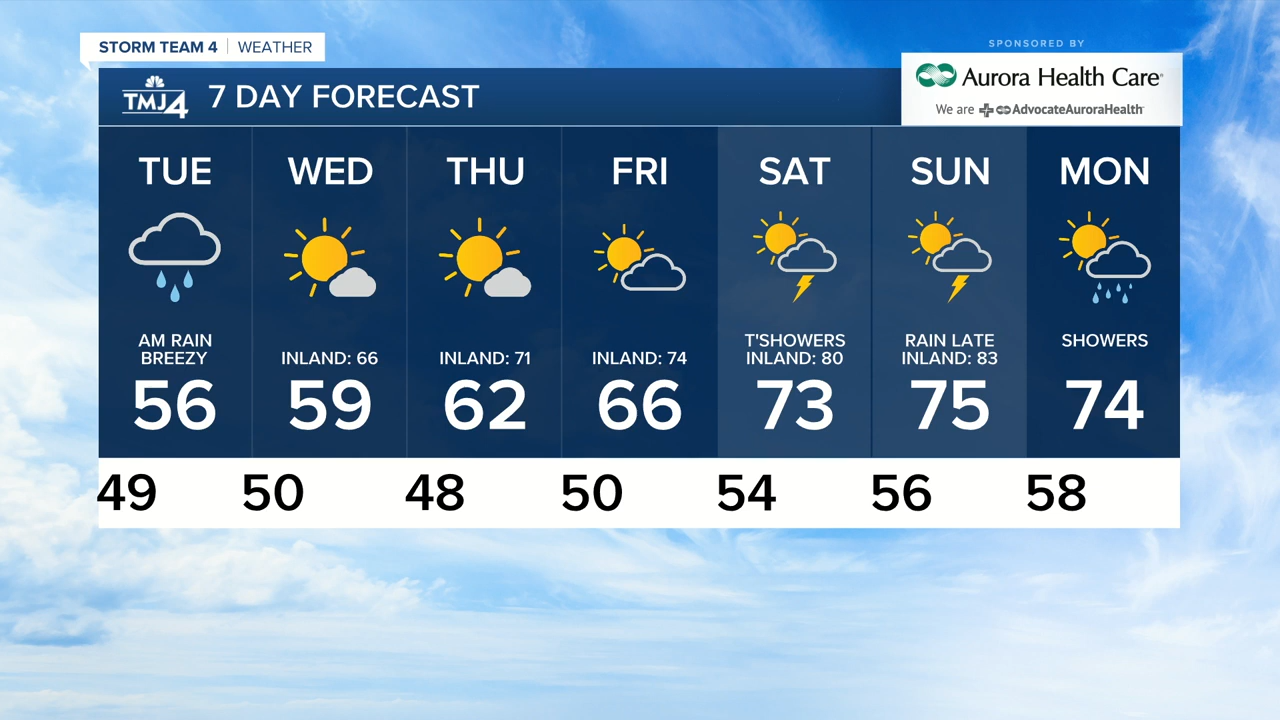 STORM TEAM 4 | WEATHER
SPONSORED BY
Aurora Health Care
We are AdvocateAuroraHealth
TMJ4
7 DAY FORECAST
TUE WED THU FRI SAT SUN MON
AM RAIN
BREEZY
56
INLAND: 66
59
INLAND: 71
62
INLAND: 74
66
T'SHOWERS
INLAND: 80
73
RAIN LATE
INLAND: 83
75
SHOWERS
74
49 50 48 50 54 56 58